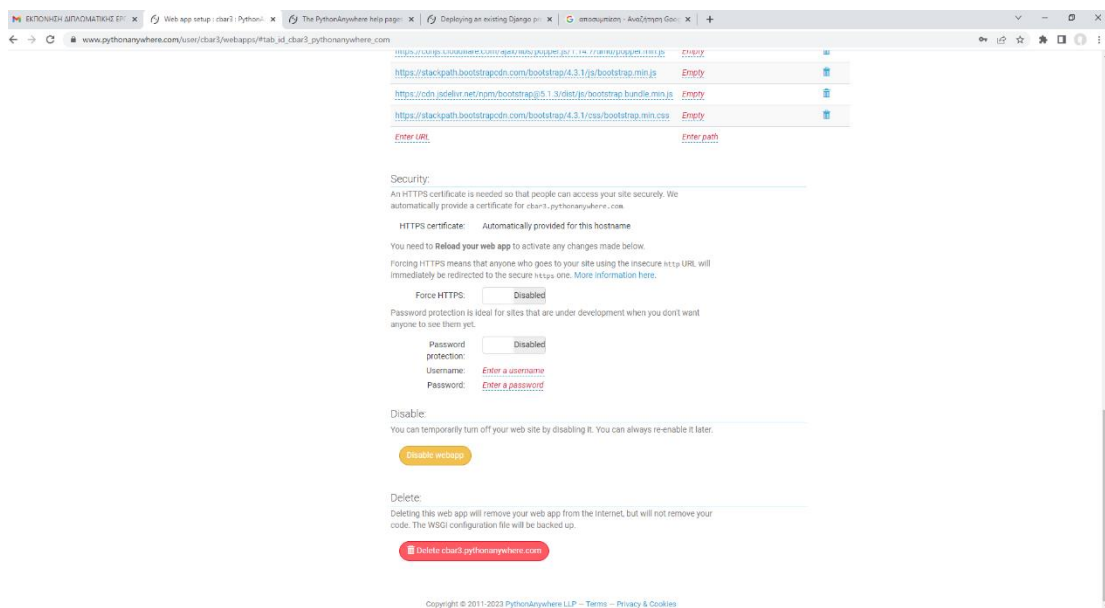 ΕΚΠΟΝΗΣΗ ΔΙΠΛΩΜΑΤΙΚΗΣ ΕΡΓ
Web app setup : cbar3 : PythonA
The PythonAnywhere help pages
Deploying an existing Django pro
αποσυμπίεση - Αναζήτηση Goog
www.pythonanywhere.com/user/cbar3/webapps/#tab_id_cbar3_pythonanywhere_com
Empty
https://stackpath.bootstrapcdn.com/bootstrap/4.3.1/js/bootstrap.min.js Empty
https://cdn.jsdelivr.net/npm/bootstrap@5.1.3/dist/js/bootstrap.bundle.min.js Empty
https://stackpath.bootstrapcdn.com/bootstrap/4.3.1/css/bootstrap.min.css Empty
Enter URL Enter path
Security:
An HTTPS certificate is needed so that people can access your site securely. We
automatically provide a certificate for cbar3.pythonanywhere.com.
HTTPS certificate: Automatically provided for this hostname
You need to Reload your web app to activate any changes made below.
Forcing HTTPS means that anyone who goes to your site using the insecure http URL will
immediately be redirected to the secure https one. More information here.
Force HTTPS: Disabled
Password protection is ideal for sites that are under development when you don't want
anyone to see them yet.
Password Disabled
protection:
Username: Enter a username
Password: Enter a password
Disable:
You can temporarily turn off your web site by disabling it. You can always re-enable it later.
Disable webapp
Delete:
Deleting this web app will remove your web app from the Internet, but will not remove your
code. The WSGI configuration file will be backed up.
Delete cbar3.pythonanywhere.com
Copyright © 2011-2023 PythonAnywhere LLP — Terms — Privacy & Cookies